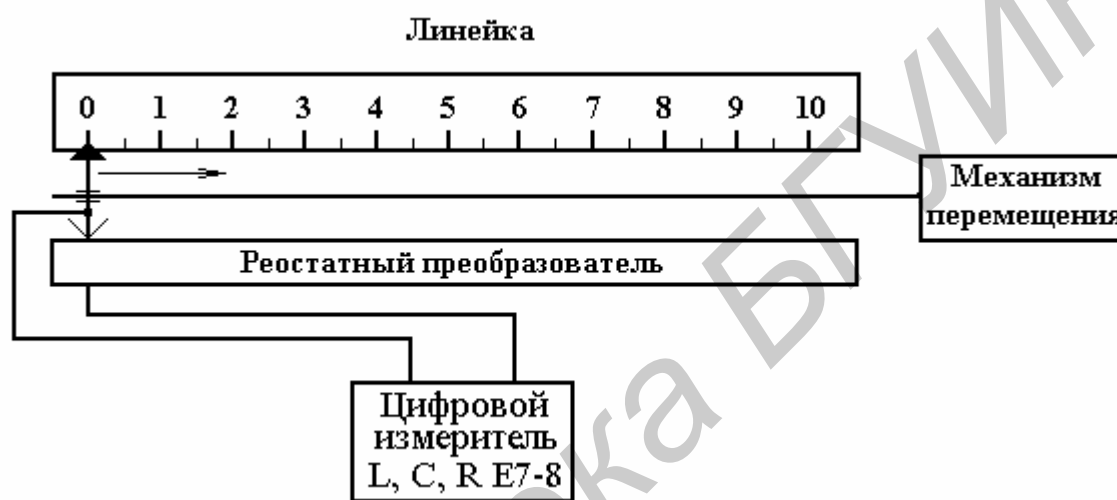 Линейка
0 1 2 3 4 5 6 7 8 9 10
Механизм
перемещения
Реостатный преобразователь
Цифровой
измеритель
L, C, R E7-8